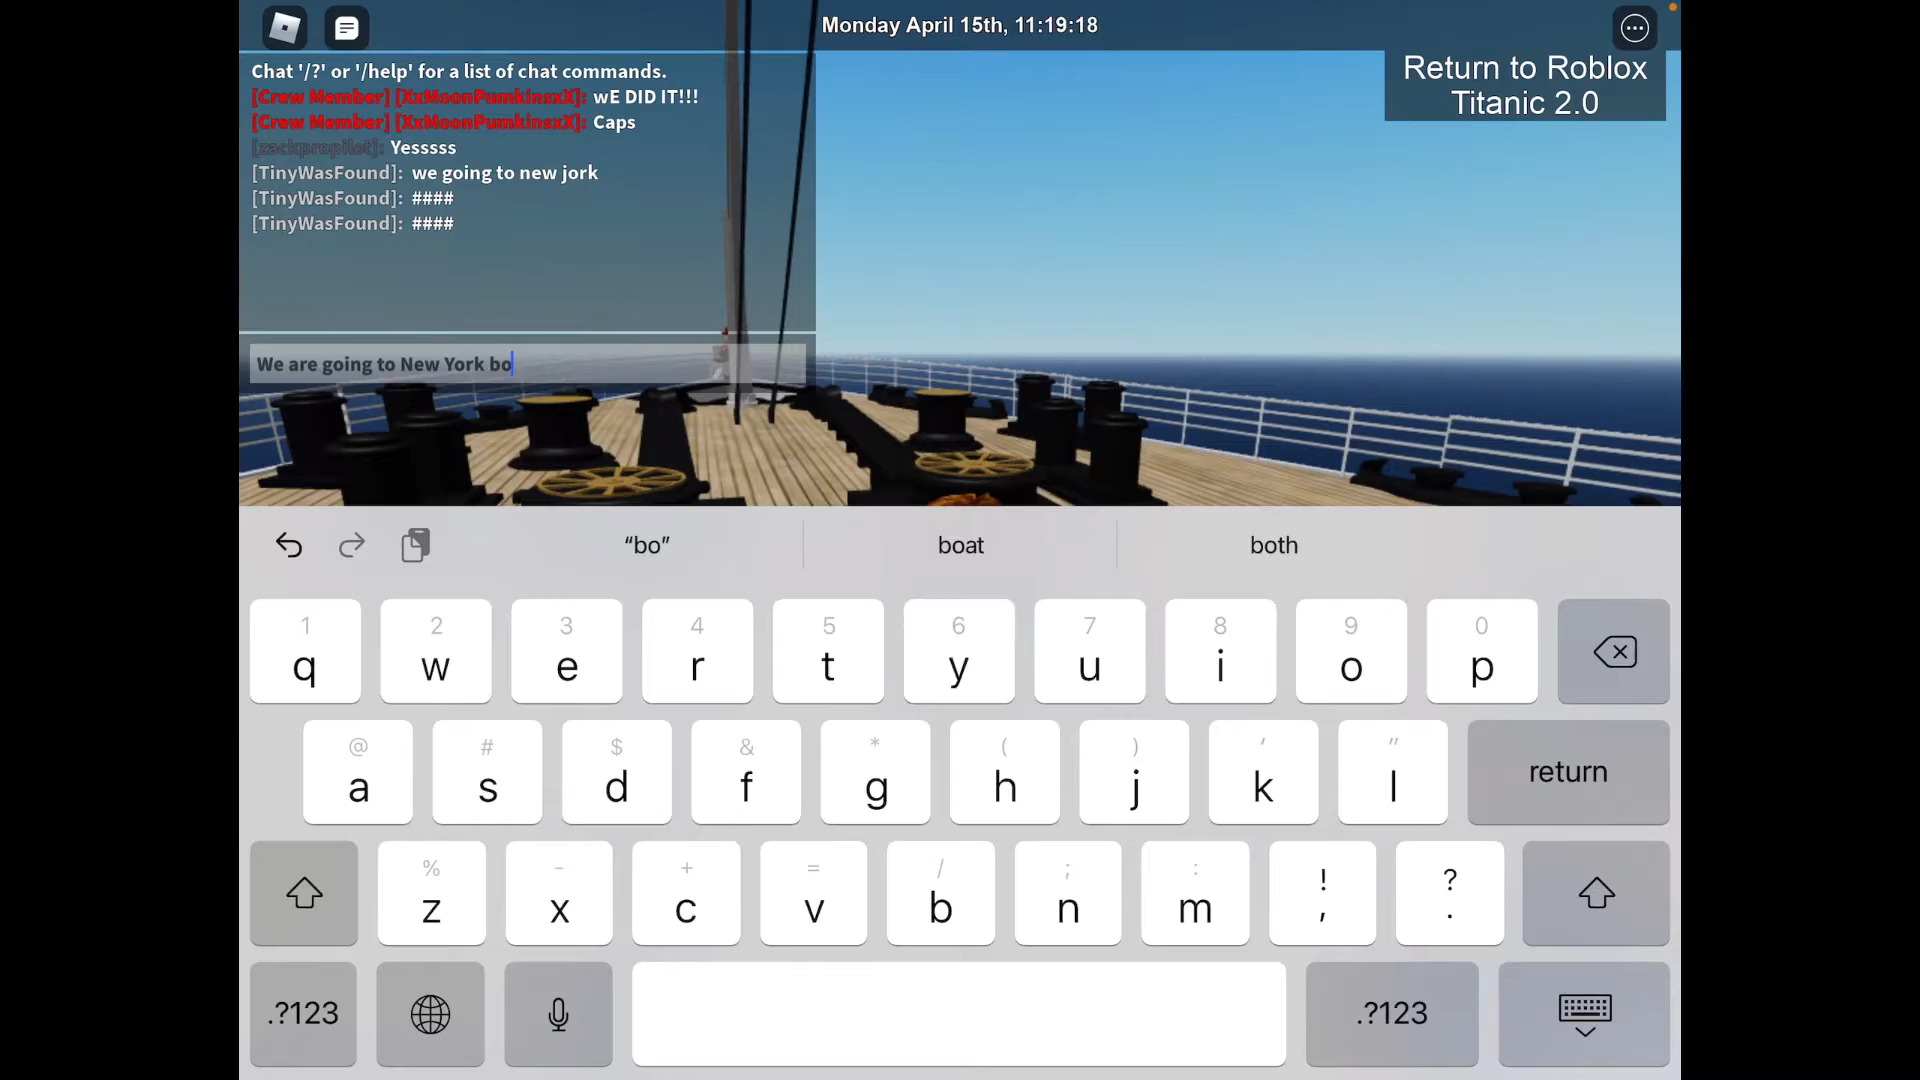 Monday April 15th, 11:19:18
Return to Roblox
Titanic 2.0
Chat '/?' or '/help' for a list of chat commands.
[Crew Member] [XxMoonPumkinsxX]: wE DID IT!!!
[Crew Member] [XxMoonPumkinsxX]: Caps
[zackpropilot]: Yesssss
[TinyWasFound]: we going to new jork
[TinyWasFound]: ####
[TinyWasFound]: ####
We are going to New York bo
“bo” boat both
1 2 3 4 5 6 7 8 9 0
q w e r t y u i o p
@ # $ & * ( ) ' "
a s d f g h j k l return
% - + = / ; : ! ?
z x c v b n m , .
.?123 .?123